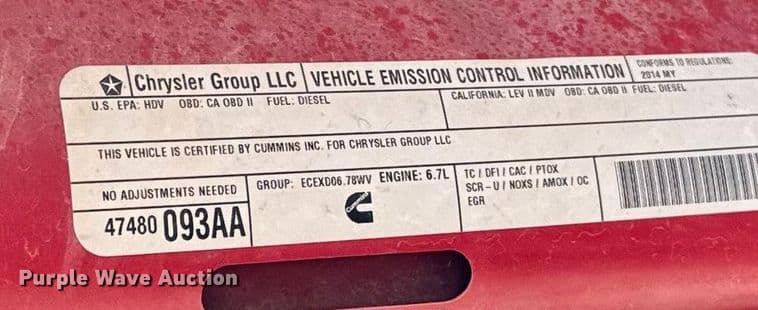 Chrysler Group LLC VEHICLE EMISSION CONTROL INFORMATION
CONFORMS TO REGULATIONS:
2014 MY
U.S. EPA: HDV OBD: CA OBD II FUEL: DIESEL
CALIFORNIA: LEV II MDV OBD: CA OBD II FUEL: DIESEL
THIS VEHICLE IS CERTIFIED BY CUMMINS INC. FOR CHRYSLER GROUP LLC
NO ADJUSTMENTS NEEDED
47480 093AA
GROUP: ECEXD06.78WV ENGINE: 6.7L
Cummins
TC / DFI / CAC / PTOX
SCR-U / NOXS / AMOX / OC
EGR
Purple Wave Auction